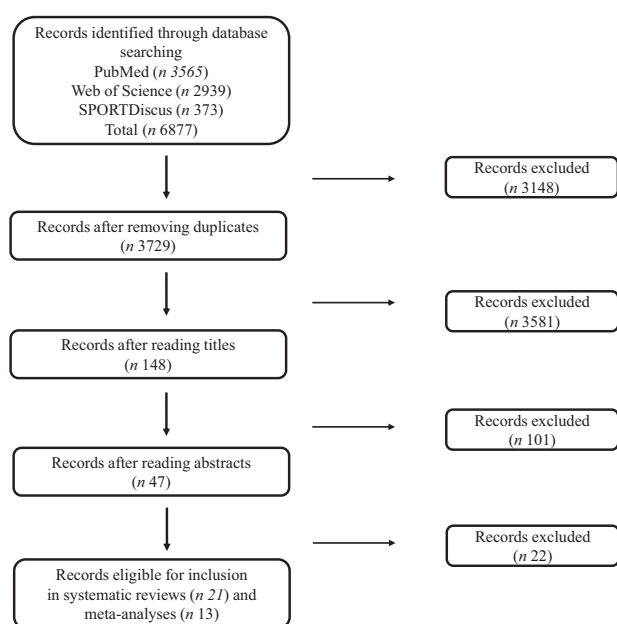 Records identified through database
searching
PubMed (n 3565)
Web of Science (n 2939)
SPORTDiscus (n 373)
Total (n 6877)
Records excluded
(n 3148)
Records after removing duplicates
(n 3729)
Records excluded
(n 3581)
Records after reading titles
(n 148)
Records excluded
(n 101)
Records after reading abstracts
(n 47)
Records excluded
(n 22)
Records eligible for inclusion
in systematic reviews (n 21) and
meta-analyses (n 13)